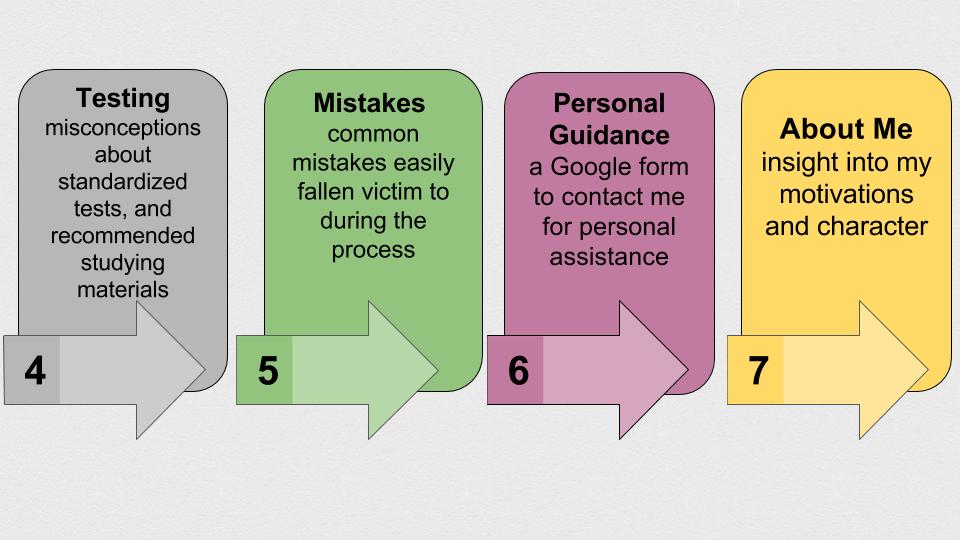 Testing
misconceptions
about
standardized
tests, and
recommended
studying
materials
4
Mistakes
common
mistakes easily
fallen victim to
during the
process
5
Personal
Guidance
a Google form
to contact me
for personal
assistance
6
About Me
insight into my
motivations
and character
7